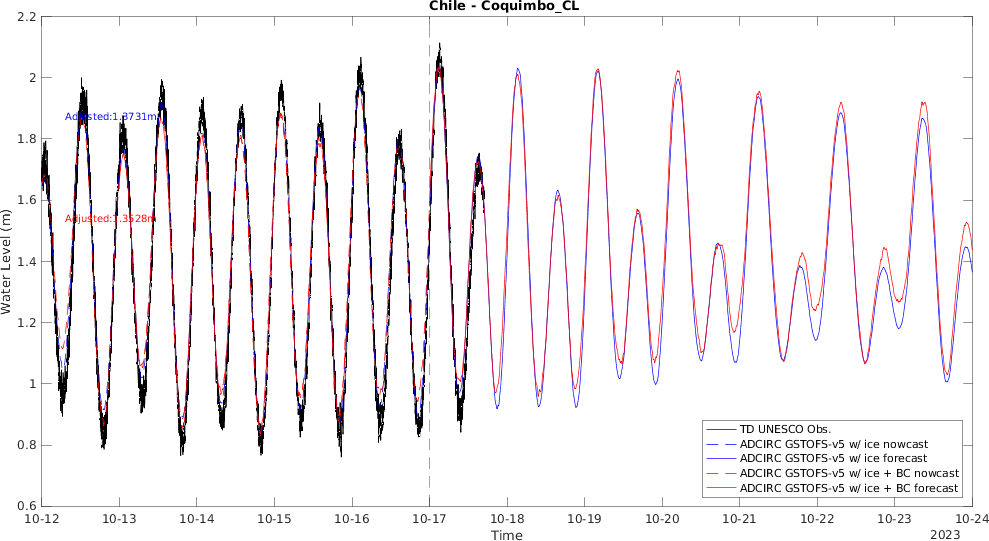 Chile - Coquimbo_CL
2.2
2
1.8
1.6
1.4
1.2
1
0.8
0.6
Water Level (m)
Adjusted:1.3731m
Adjusted:1.3528m
TD UNESCO Obs.
ADCIRC GSTOFS-v5 w/ ice nowcast
ADCIRC GSTOFS-v5 w/ ice forecast
ADCIRC GSTOFS-v5 w/ ice + BC nowcast
ADCIRC GSTOFS-v5 w/ ice + BC forecast
10-12 10-13 10-14 10-15 10-16 10-17 10-18 10-19 10-20 10-21 10-22 10-23 10-24
Time
2023